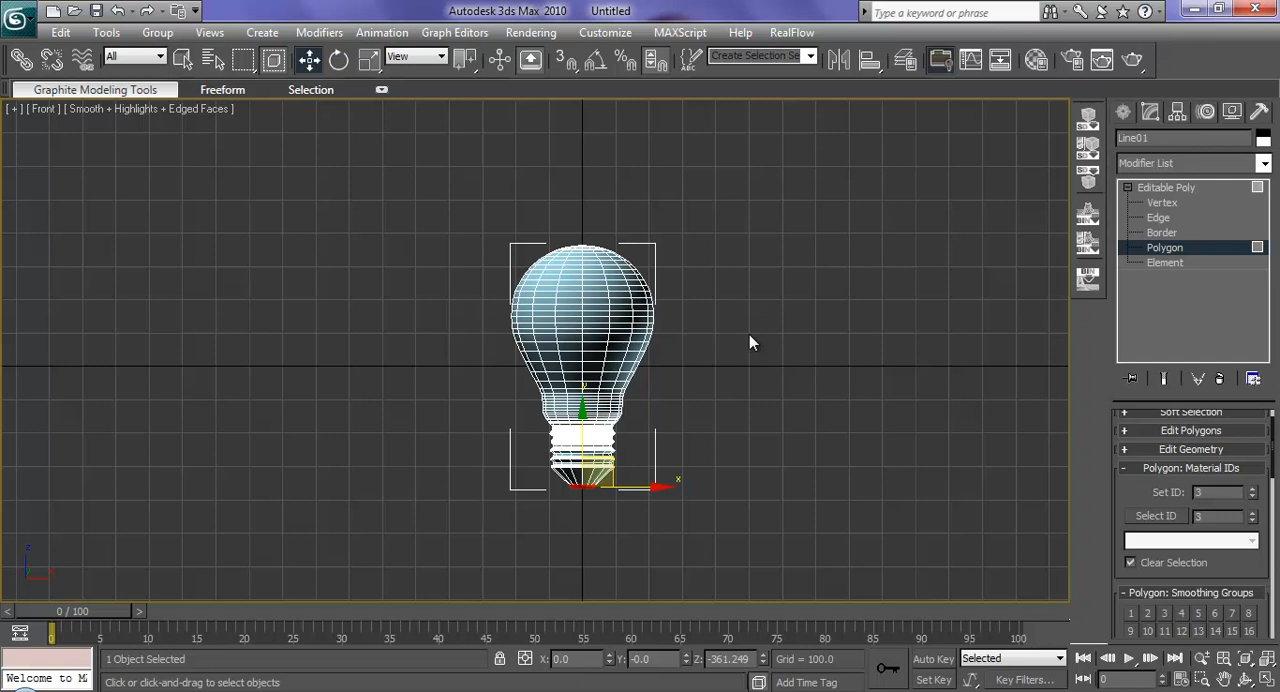 Autodesk 3ds Max 2010 Untitled
Type a keyword or phrase
Edit Tools Group Views Create Modifiers Animation Graph Editors Rendering Customize MAXScript Help RealFlow
All View 3 Create Selection Se
Graphite Modeling Tools Freeform Selection
[ + ] [ Front ] [ Smooth + Highlights + Edged Faces ]
Line01
Modifier List
Editable Poly
Vertex
Edge
Border
Polygon
Element
Soft Selection
Edit Polygons
Edit Geometry
Polygon: Material IDs
Set ID: 3
Select ID 3
Clear Selection
Polygon: Smoothing Groups
1 2 3 4 5 6 7 8
9 10 11 12 13 14 15 16
y
x
z
0 / 100
0 5 10 15 20 25 30 35 40 45 50 55 60 65 70 75 80 85 90 95 100
1 Object Selected X: 0.0 Y: -0.0 Z: -361.249 Grid = 100.0 Auto Key Selected
Welcome to M
Click or click-and-drag to select objects Add Time Tag Set Key Key Filters... 0